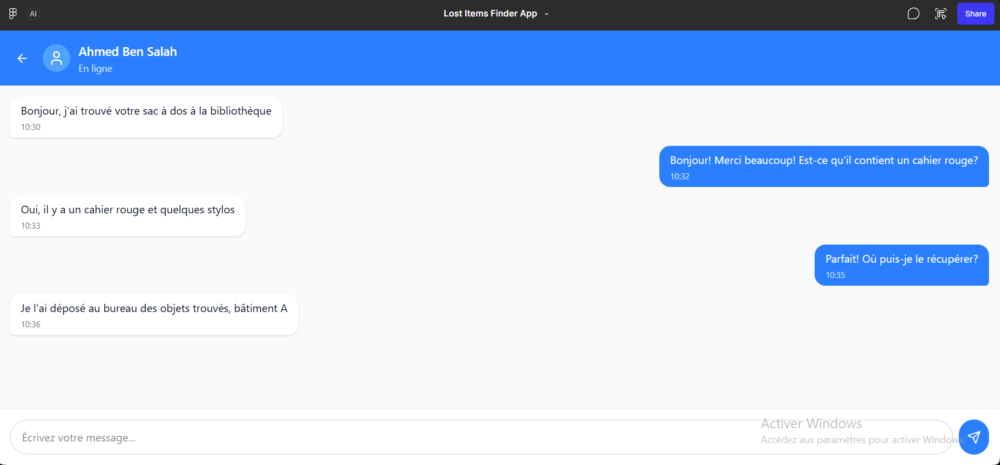 AI
Lost Items Finder App
Share
Ahmed Ben Salah
En ligne
Bonjour, j'ai trouvé votre sac à dos à la bibliothèque
10:30
Bonjour! Merci beaucoup! Est-ce qu'il contient un cahier rouge?
10:32
Oui, il y a un cahier rouge et quelques stylos
10:33
Parfait! Où puis-je le récupérer?
10:35
Je l'ai déposé au bureau des objets trouvés, bâtiment A
10:36
Activer Windows
Écrivez votre message...
Accédez aux paramètres pour activer Windows.